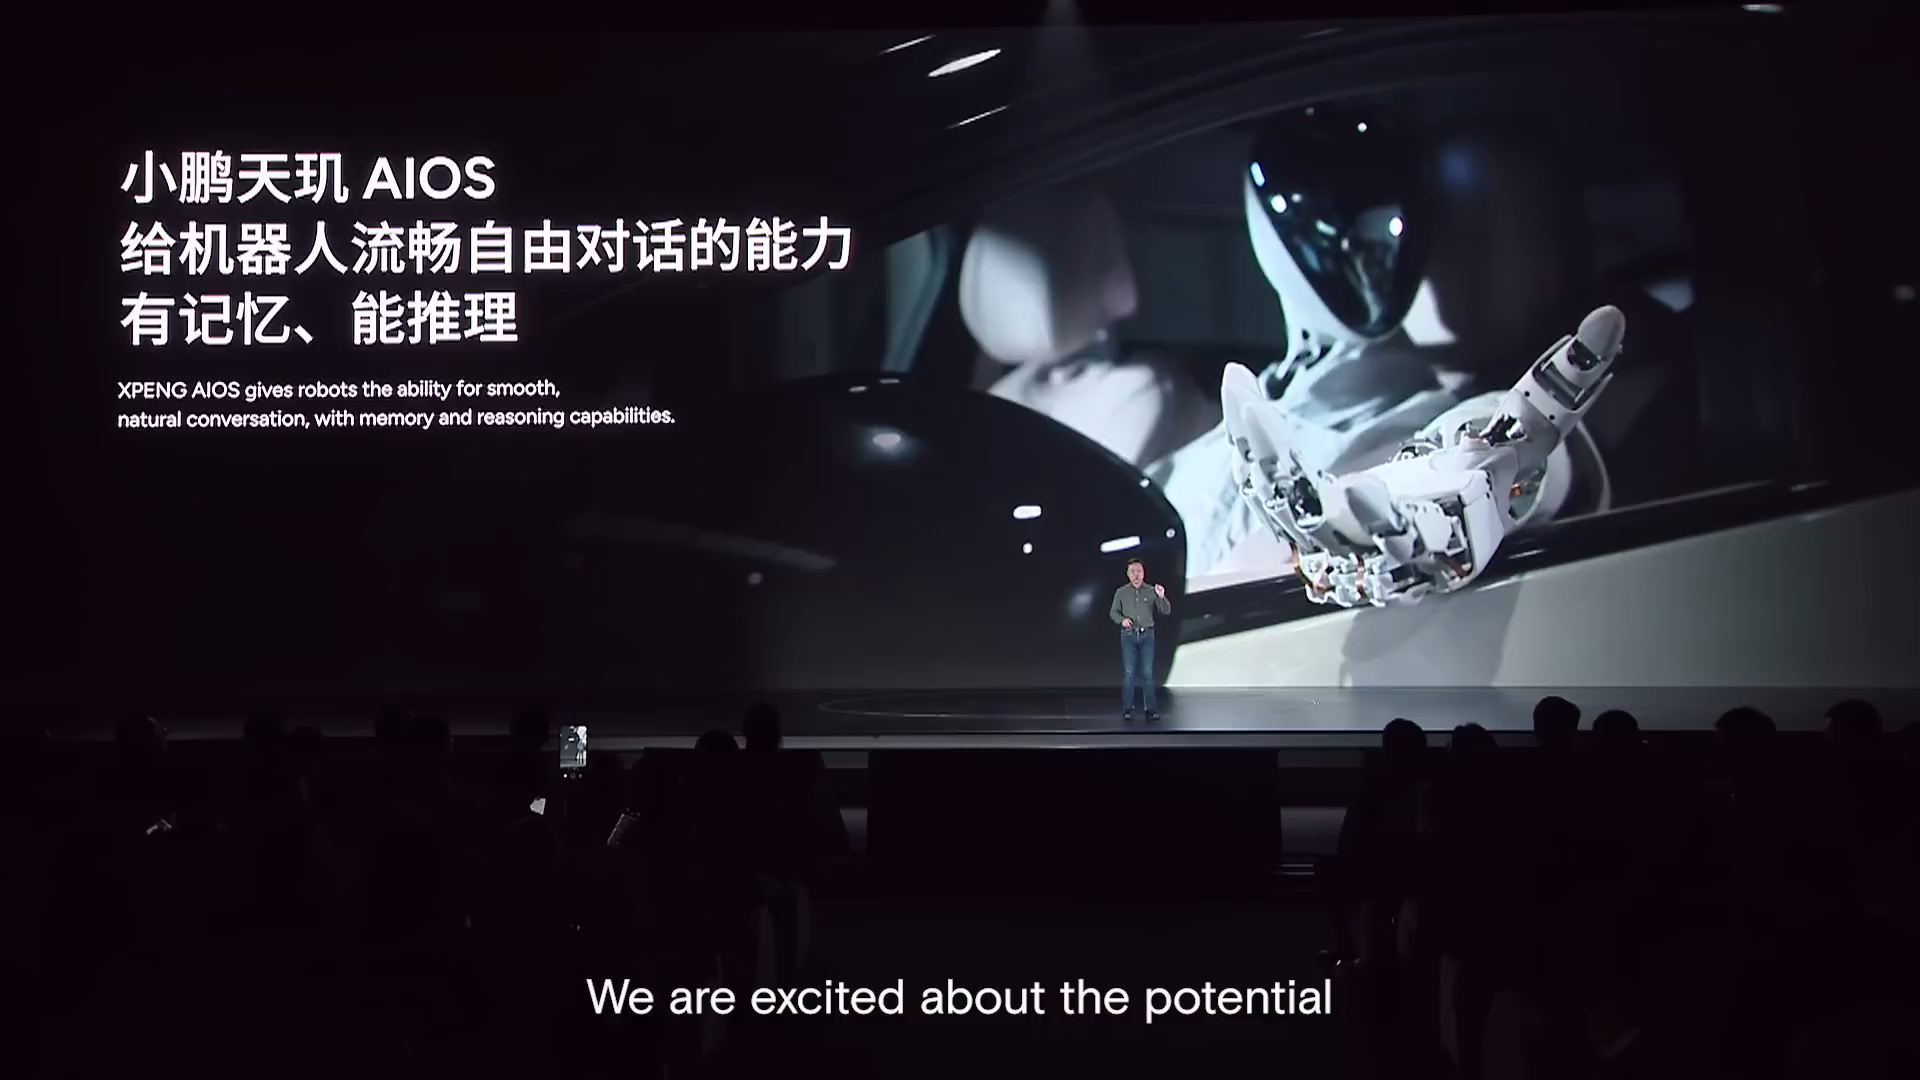 小鹏天玑 AIOS
给机器人流畅自由对话的能力
有记忆、能推理
XPENG AIOS gives robots the ability for smooth,
natural conversation, with memory and reasoning capabilities.
We are excited about the potential